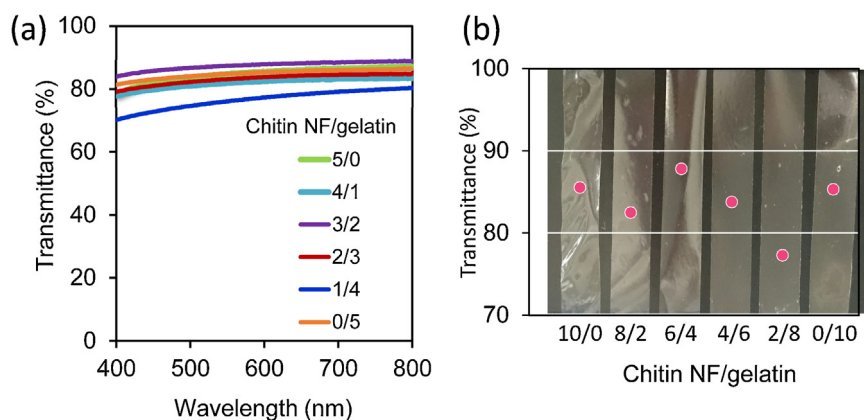 (a)
Transmittance (%)
100
80
60
40
20
0
400 500 600 700 800
Wavelength (nm)
Chitin NF/gelatin
5/0
4/1
3/2
2/3
1/4
0/5
(b)
Transmittance (%)
100
90
80
70
10/0 8/2 6/4 4/6 2/8 0/10
Chitin NF/gelatin